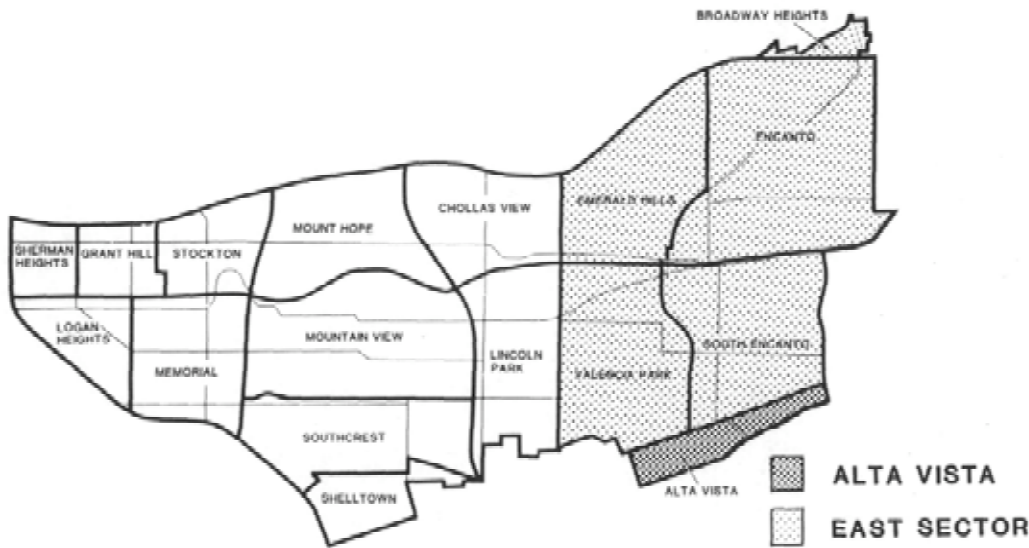 BROADWAY HEIGHTS
ENCANTO
EMERALD HILLS
CHOLLAS VIEW
MOUNT HOPE
SHERMAN
HEIGHTS
GRANT HILL
STOCKTON
LOGAN
HEIGHTS
MOUNTAIN VIEW
SOUTH ENCANTO
LINCOLN
PARK
MEMORIAL
VALENCIA PARK
SOUTHCREST
SHELLTOWN
ALTA VISTA
ALTA VISTA
EAST SECTOR